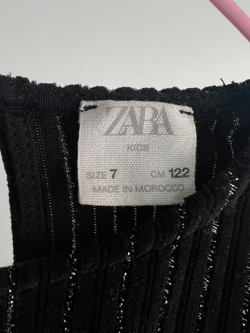 ZARA
KIDS
SIZE 7 CM 122
MADE IN MOROCCO